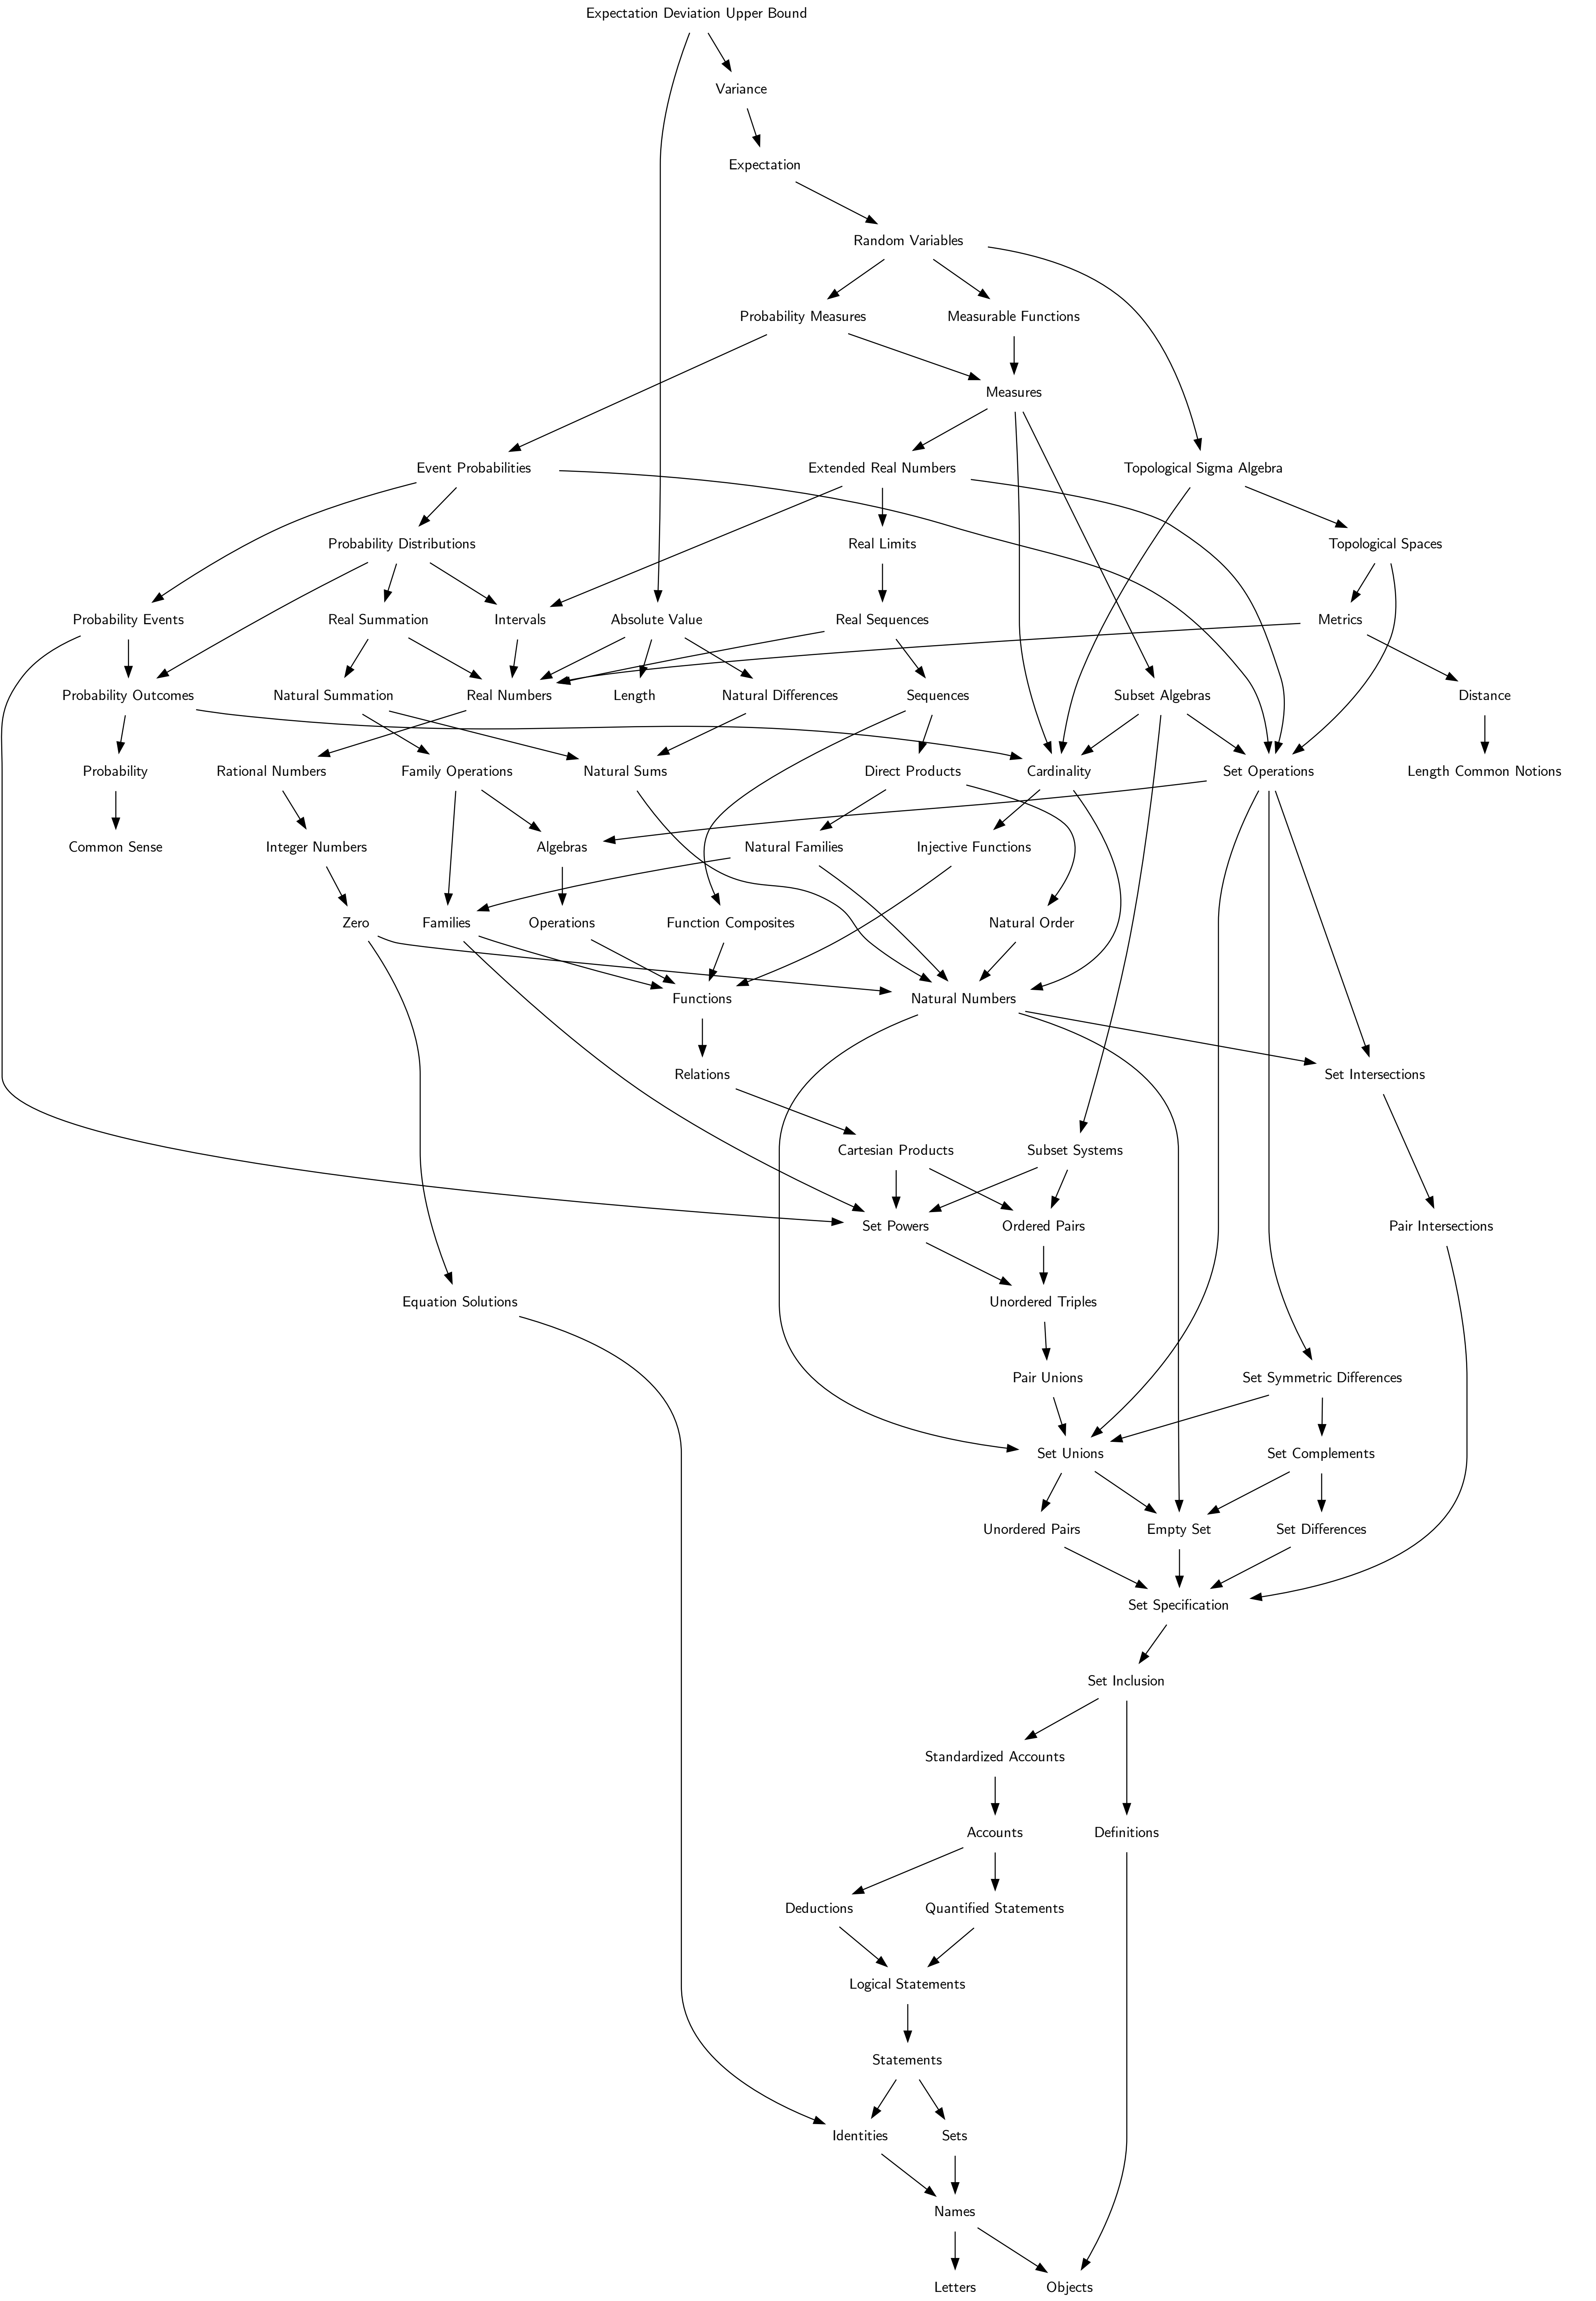 Expectation Deviation Upper Bound
Variance
Expectation
Random Variables
Probability Measures
Measurable Functions
Measures
Event Probabilities
Extended Real Numbers
Topological Sigma Algebra
Probability Distributions
Real Limits
Topological Spaces
Probability Events
Real Summation
Intervals
Absolute Value
Real Sequences
Metrics
Probability Outcomes
Natural Summation
Real Numbers
Length
Natural Differences
Sequences
Subset Algebras
Distance
Probability
Rational Numbers
Family Operations
Natural Sums
Direct Products
Cardinality
Set Operations
Length Common Notions
Common Sense
Integer Numbers
Algebras
Natural Families
Injective Functions
Zero
Families
Operations
Function Composites
Natural Order
Functions
Natural Numbers
Relations
Set Intersections
Cartesian Products
Subset Systems
Set Powers
Ordered Pairs
Pair Intersections
Equation Solutions
Unordered Triples
Pair Unions
Set Symmetric Differences
Set Unions
Set Complements
Unordered Pairs
Empty Set
Set Differences
Set Specification
Set Inclusion
Standardized Accounts
Accounts
Definitions
Deductions
Quantified Statements
Logical Statements
Statements
Identities
Sets
Names
Letters
Objects